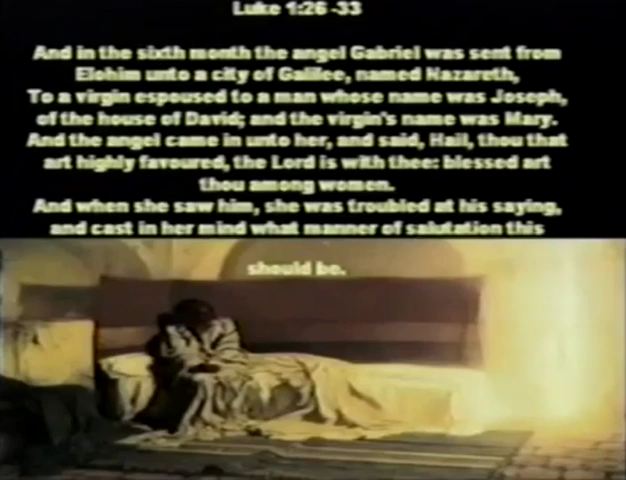 Luke 1:26 -33
And in the sixth month the angel Gabriel was sent from
Elohim unto a city of Galilee, named Nazareth,
To a virgin espoused to a man whose name was Joseph,
of the house of David; and the virgin's name was Mary.
And the angel came in unto her, and said, Hail, thou that
art highly favoured, the Lord is with thee: blessed art
thou among women.
And when she saw him, she was troubled at his saying,
and cast in her mind what manner of salutation this
should be.